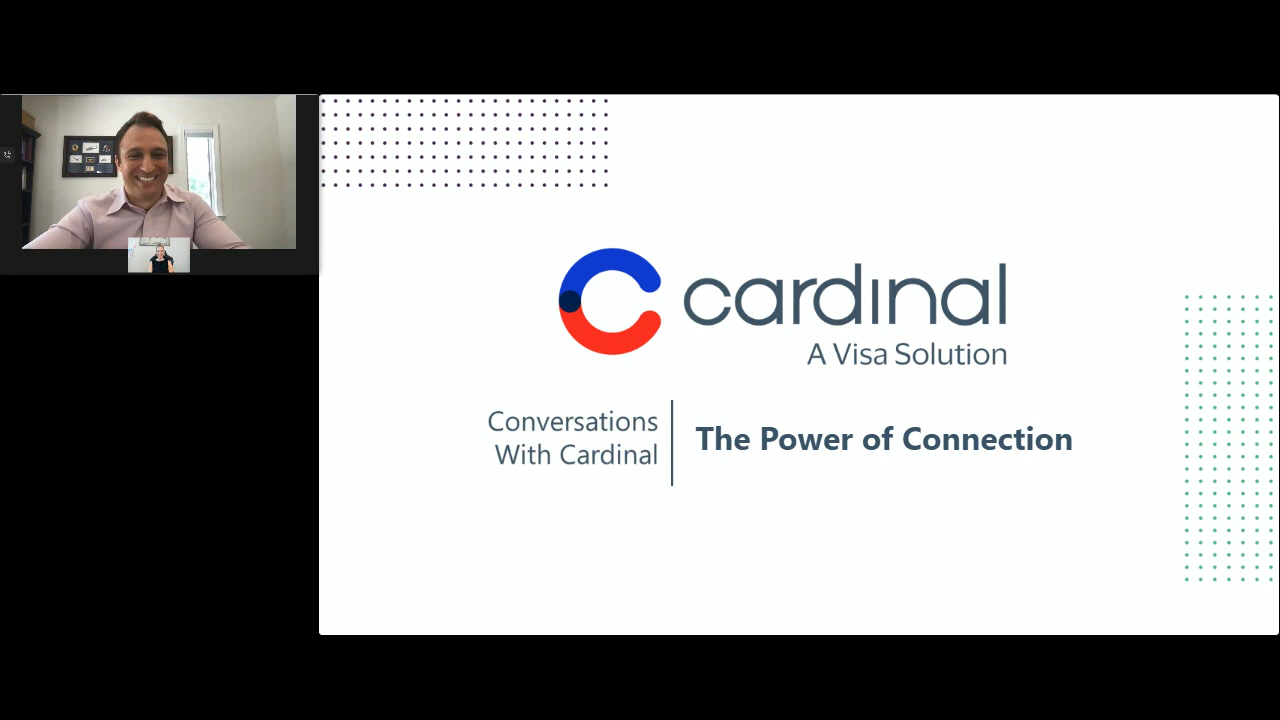 cardinal
A Visa Solution
Conversations
With Cardinal
The Power of Connection